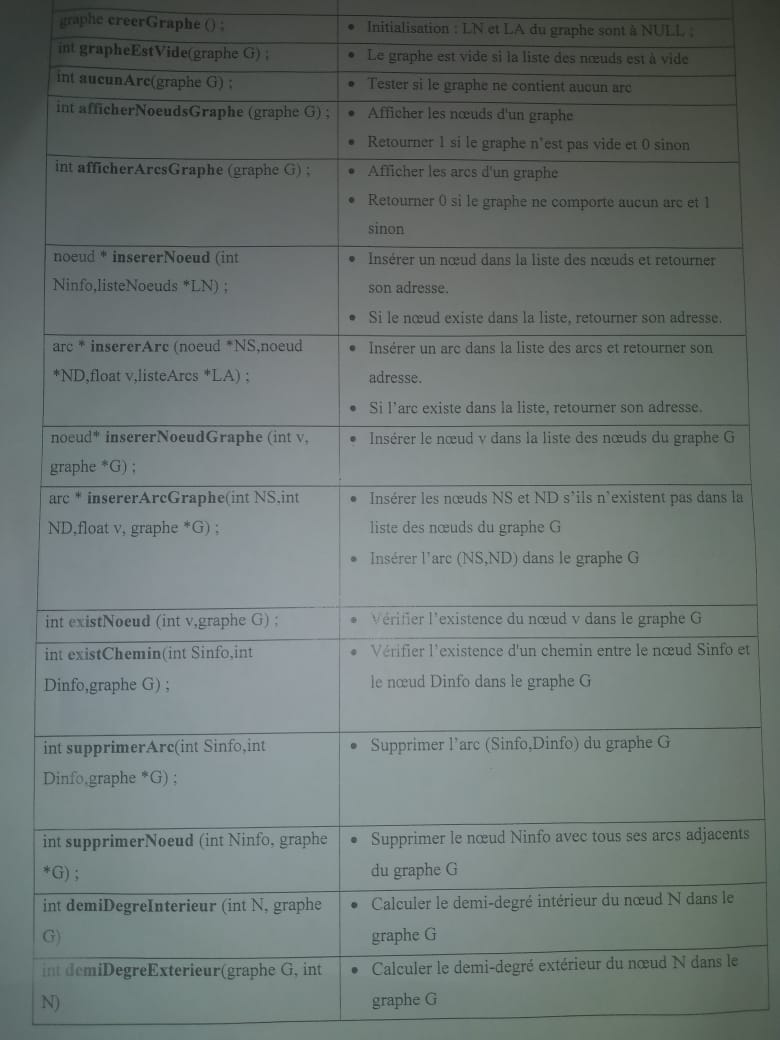 graphe creerGraphe () ;
• Initialisation : LN et LA du graphe sont à NULL ;
int grapheEstVide(graphe G) ;
• Le graphe est vide si la liste des nœuds est à vide
int aucunArc(graphe G) ;
• Tester si le graphe ne contient aucun arc
int afficherNoeudsGraphe (graphe G) ;
• Afficher les nœuds d'un graphe
• Retourner 1 si le graphe n'est pas vide et 0 sinon
int afficherArcsGraphe (graphe G) ;
• Afficher les arcs d'un graphe
• Retourner 0 si le graphe ne comporte aucun arc et 1
sinon
noeud * insererNoeud (int
Ninfo,listeNoeuds *LN) ;
• Insérer un nœud dans la liste des nœuds et retourner
son adresse.
• Si le nœud existe dans la liste, retourner son adresse.
arc * insererArc (noeud *NS,noeud
*ND,float v,listeArcs *LA) ;
• Insérer un arc dans la liste des arcs et retourner son
adresse.
• Si l'arc existe dans la liste, retourner son adresse.
noeud* insererNoeudGraphe (int v,
graphe *G) ;
• Insérer le nœud v dans la liste des nœuds du graphe G
arc * insererArcGraphe(int NS,int
ND,float v, graphe *G) ;
• Insérer les nœuds NS et ND s'ils n'existent pas dans la
liste des nœuds du graphe G
• Insérer l'arc (NS,ND) dans le graphe G
int existNoeud (int v,graphe G) ;
• Vérifier l'existence du nœud v dans le graphe G
int existChemin(int Sinfo,int
Dinfo,graphe G) ;
• Vérifier l'existence d'un chemin entre le nœud Sinfo et
le nœud Dinfo dans le graphe G
int supprimerArc(int Sinfo,int
Dinfo,graphe *G) ;
• Supprimer l'arc (Sinfo,Dinfo) du graphe G
int supprimerNoeud (int Ninfo, graphe
*G) ;
• Supprimer le nœud Ninfo avec tous ses arcs adjacents
du graphe G
int demiDegreInterieur (int N, graphe
G)
• Calculer le demi-degré intérieur du nœud N dans le
graphe G
int demiDegreExterieur(graphe G, int
N)
• Calculer le demi-degré extérieur du nœud N dans le
graphe G